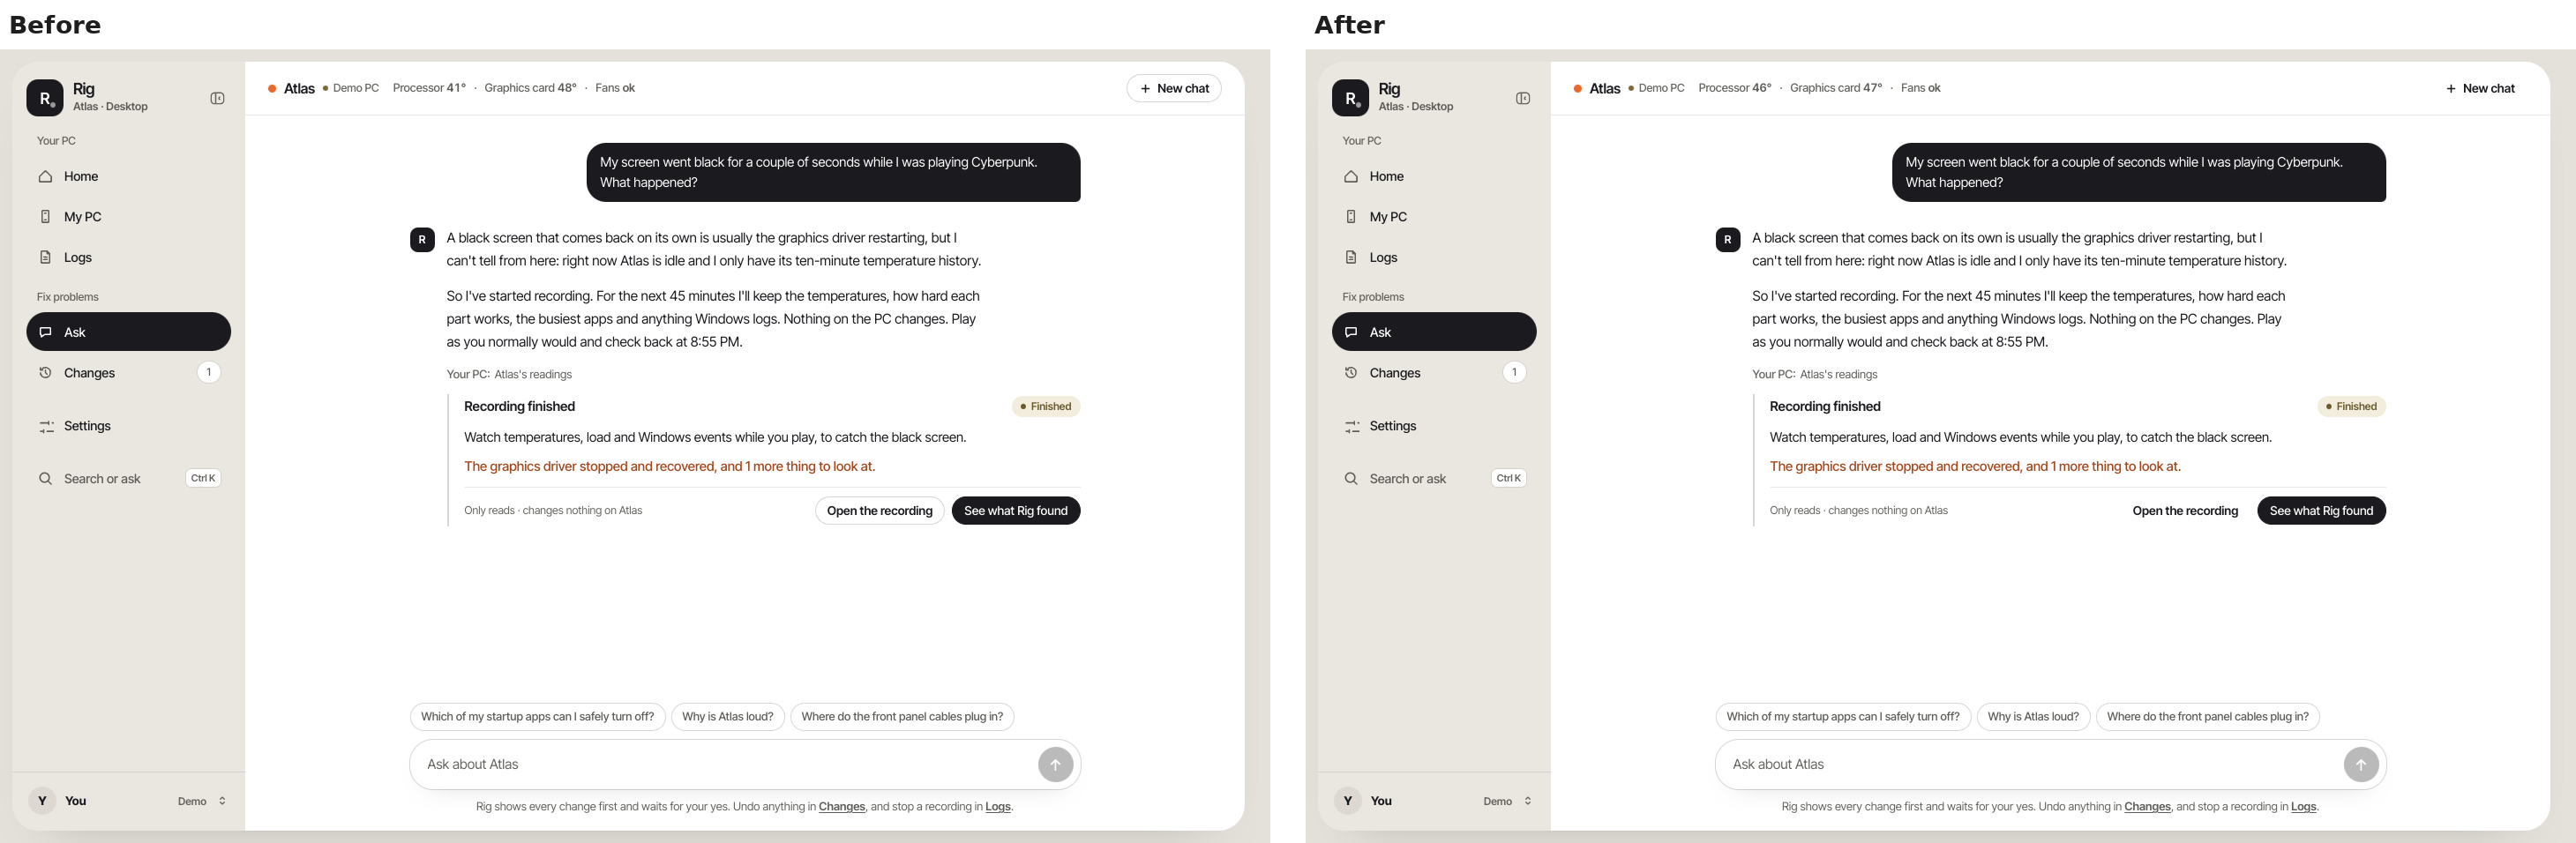 Before
R.
Rig
Atlas · Desktop
Your PC
Home
My PC
Logs
Fix problems
Ask
Changes
1
Settings
Search or ask
Ctrl K
Y
You
Demo
Atlas
Demo PC
Processor 41°
·
Graphics card 48°
·
Fans ok
+ New chat
My screen went black for a couple of seconds while I was playing Cyberpunk.
What happened?
R
A black screen that comes back on its own is usually the graphics driver restarting, but I
can't tell from here: right now Atlas is idle and I only have its ten-minute temperature history.
So I've started recording. For the next 45 minutes I'll keep the temperatures, how hard each
part works, the busiest apps and anything Windows logs. Nothing on the PC changes. Play
as you normally would and check back at 8:55 PM.
Your PC: Atlas's readings
Recording finished
Finished
Watch temperatures, load and Windows events while you play, to catch the black screen.
The graphics driver stopped and recovered, and 1 more thing to look at.
Only reads · changes nothing on Atlas
Open the recording
See what Rig found
Which of my startup apps can I safely turn off?
Why is Atlas loud?
Where do the front panel cables plug in?
Ask about Atlas
Rig shows every change first and waits for your yes. Undo anything in Changes, and stop a recording in Logs.
After
R.
Rig
Atlas · Desktop
Your PC
Home
My PC
Logs
Fix problems
Ask
Changes
1
Settings
Search or ask
Ctrl K
Y
You
Demo
Atlas
Demo PC
Processor 46°
·
Graphics card 47°
·
Fans ok
+ New chat
My screen went black for a couple of seconds while I was playing Cyberpunk.
What happened?
R
A black screen that comes back on its own is usually the graphics driver restarting, but I
can't tell from here: right now Atlas is idle and I only have its ten-minute temperature history.
So I've started recording. For the next 45 minutes I'll keep the temperatures, how hard each
part works, the busiest apps and anything Windows logs. Nothing on the PC changes. Play
as you normally would and check back at 8:55 PM.
Your PC: Atlas's readings
Recording finished
Finished
Watch temperatures, load and Windows events while you play, to catch the black screen.
The graphics driver stopped and recovered, and 1 more thing to look at.
Only reads · changes nothing on Atlas
Open the recording
See what Rig found
Which of my startup apps can I safely turn off?
Why is Atlas loud?
Where do the front panel cables plug in?
Ask about Atlas
Rig shows every change first and waits for your yes. Undo anything in Changes, and stop a recording in Logs.